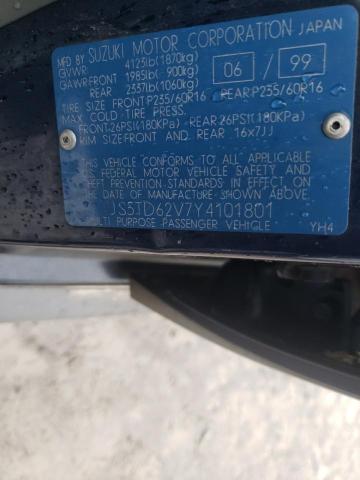 MFD BY SUZUKI MOTOR CORPORATION JAPAN
GVWR 4123lb(1870kg) 06 / 99
GAWR FRONT 1985lb( 900kg)
REAR 2337lb(1060kg)
TIRE SIZE FRONT P235/60R16 REAR P235/60R16
MAX COLD TIRE PRESS.
FRONT 26PSI(180KPa) REAR 26PSI(180KPa)
RIM SIZE FRONT AND REAR 16x7JJ
THIS VEHICLE CONFORMS TO ALL APPLICABLE
FEDERAL MOTOR VEHICLE SAFETY AND
THEFT PREVENTION STANDARDS IN EFFECT ON
THE DATE OF MANUFACTURE SHOWN ABOVE.
JS3TD62V7Y4101801
MULTI PURPOSE PASSENGER VEHICLE YH4